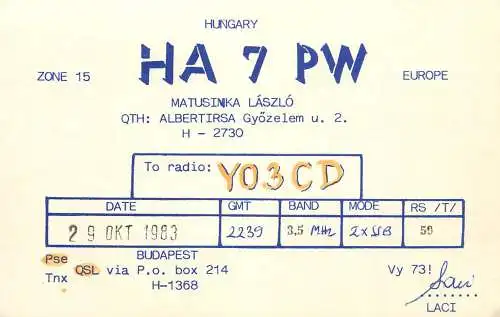 HUNGARY
HA 7 PW
ZONE 15 EUROPE
MATUSINKA LÁSZLÓ
QTH: ALBERTIRSA Győzelem u. 2.
H - 2730
To radio: YO3CD
DATE GMT BAND MODE RS /T/
29 OKT 1983 2239 3,5 MHz 2xSSB 59
Pse QSL via P.o. box 214
BUDAPEST
Tnx H-1368
Vy 73! Laci
LACI